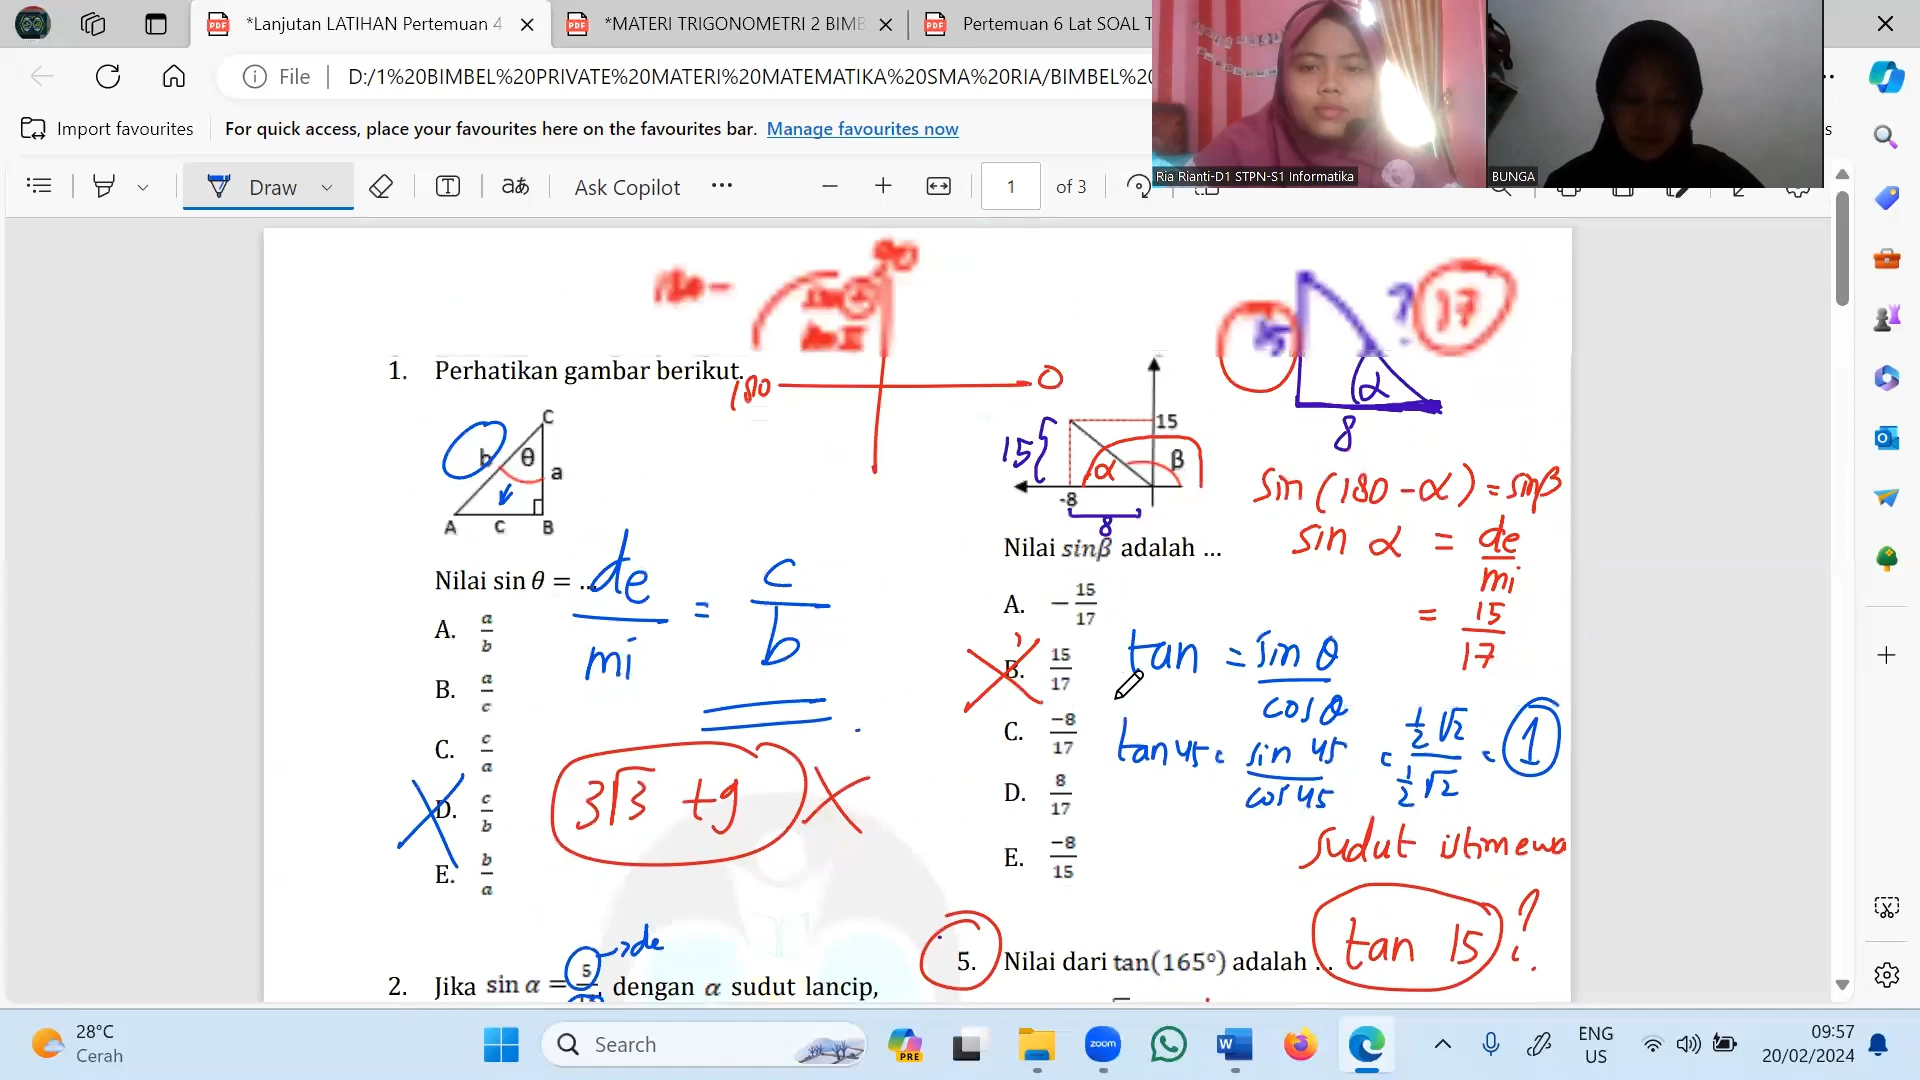 *Lanjutan LATIHAN Pertemuan 4
*MATERI TRIGONOMETRI 2 BIMB
Pertemuan 6 Lat SOAL T
File
D:/1%20BIMBEL%20PRIVATE%20MATERI%20MATEMATIKA%20SMA%20RIA/BIMBEL%20
Import favourites
For quick access, place your favourites here on the favourites bar. Manage favourites now
Draw
Ask Copilot
1 of 3
Ria Rianti-D1 STPN-S1 Informatika
BUNGA
90
180 -
180
0
15
?
17
α
8
1. Perhatikan gambar berikut.
C
b
θ
a
A
C
B
Nilai sin θ = ...
de/mi = c/b
A. a/b
B. a/c
C. c/a
D. c/b
E. b/a
3√3 tg
15
15
α
β
-8
8
Nilai sinβ adalah ...
A. −15/17
B. 15/17
C. −8/17
D. 8/17
E. −8/15
sin (180 - α) = sin β
sin α = de/mi
= 15/17
tan = sin θ/cos θ
tan 45 = sin 45/cos 45 = ½√2/½√2 = 1
sudut istimewa
tan 15 ?
2. Jika sin α = 5 dengan α sudut lancip,
de
5. Nilai dari tan(165°) adalah ..
28°C
Cerah
Search
PRE
zoom
ENG
US
09:57
20/02/2024